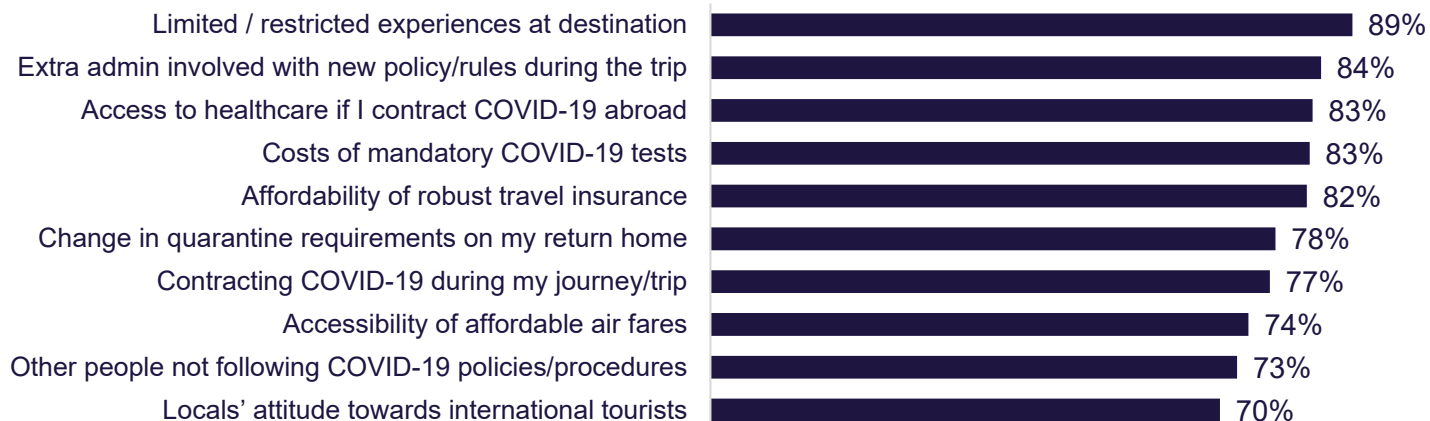 Limited / restricted experiences at destination 89%
Extra admin involved with new policy/rules during the trip 84%
Access to healthcare if I contract COVID-19 abroad 83%
Costs of mandatory COVID-19 tests 83%
Affordability of robust travel insurance 82%
Change in quarantine requirements on my return home 78%
Contracting COVID-19 during my journey/trip 77%
Accessibility of affordable air fares 74%
Other people not following COVID-19 policies/procedures 73%
Locals’ attitude towards international tourists 70%